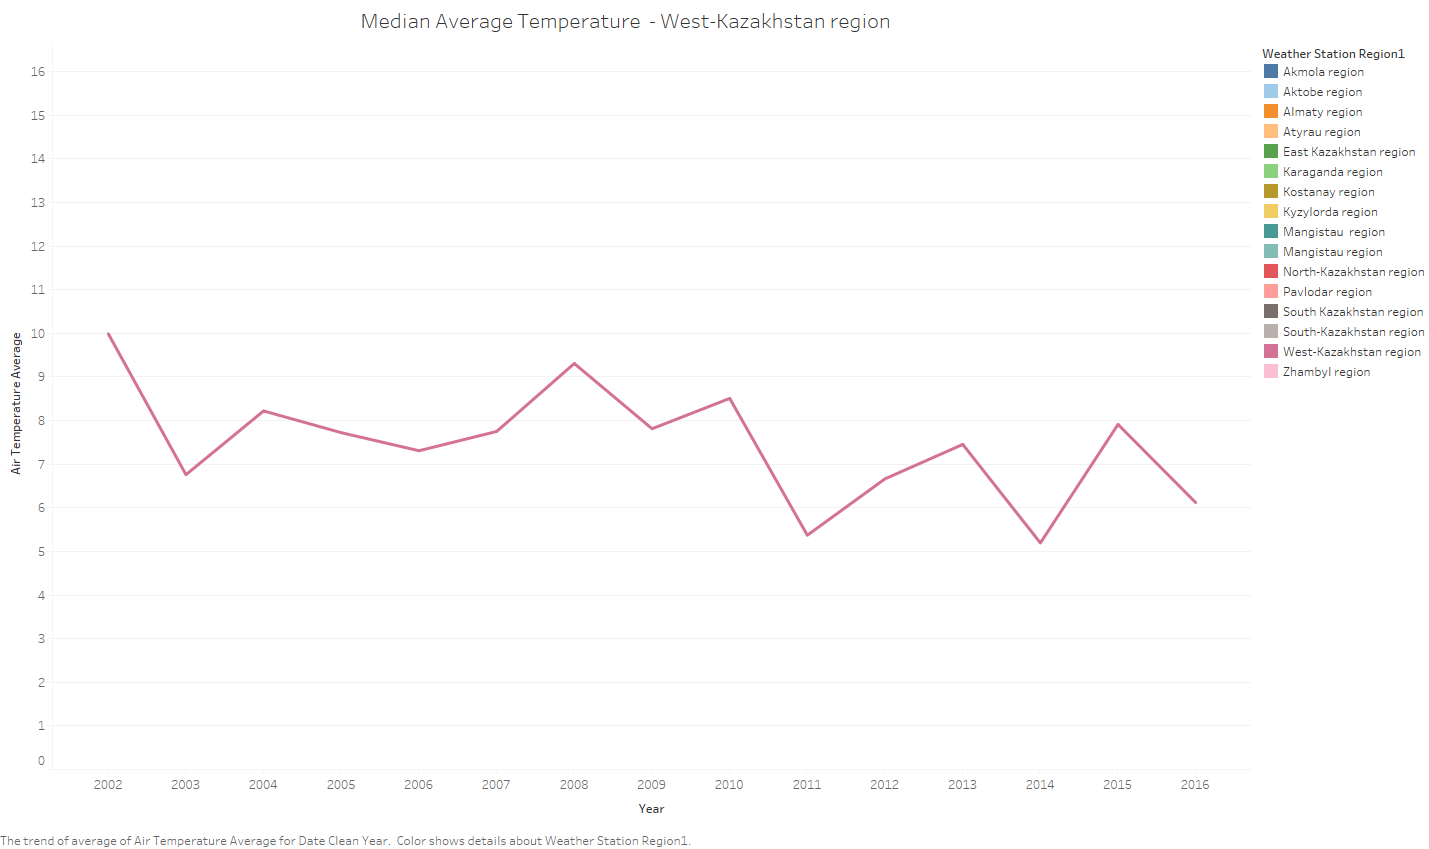 Median Average Temperature  - West-Kazakhstan region
Weather Station Region1
Akmola region
Aktobe region
Almaty region
Atyrau region
East Kazakhstan region
Karaganda region
Kostanay region
Kyzylorda region
Mangistau  region
Mangistau region
North-Kazakhstan region
Pavlodar region
South Kazakhstan region
South-Kazakhstan region
West-Kazakhstan region
Zhambyl region
Air Temperature Average
16
15
14
13
12
11
10
9
8
7
6
5
4
3
2
1
0
2002 2003 2004 2005 2006 2007 2008 2009 2010 2011 2012 2013 2014 2015 2016
Year
The trend of average of Air Temperature Average for Date Clean Year.  Color shows details about Weather Station Region1.